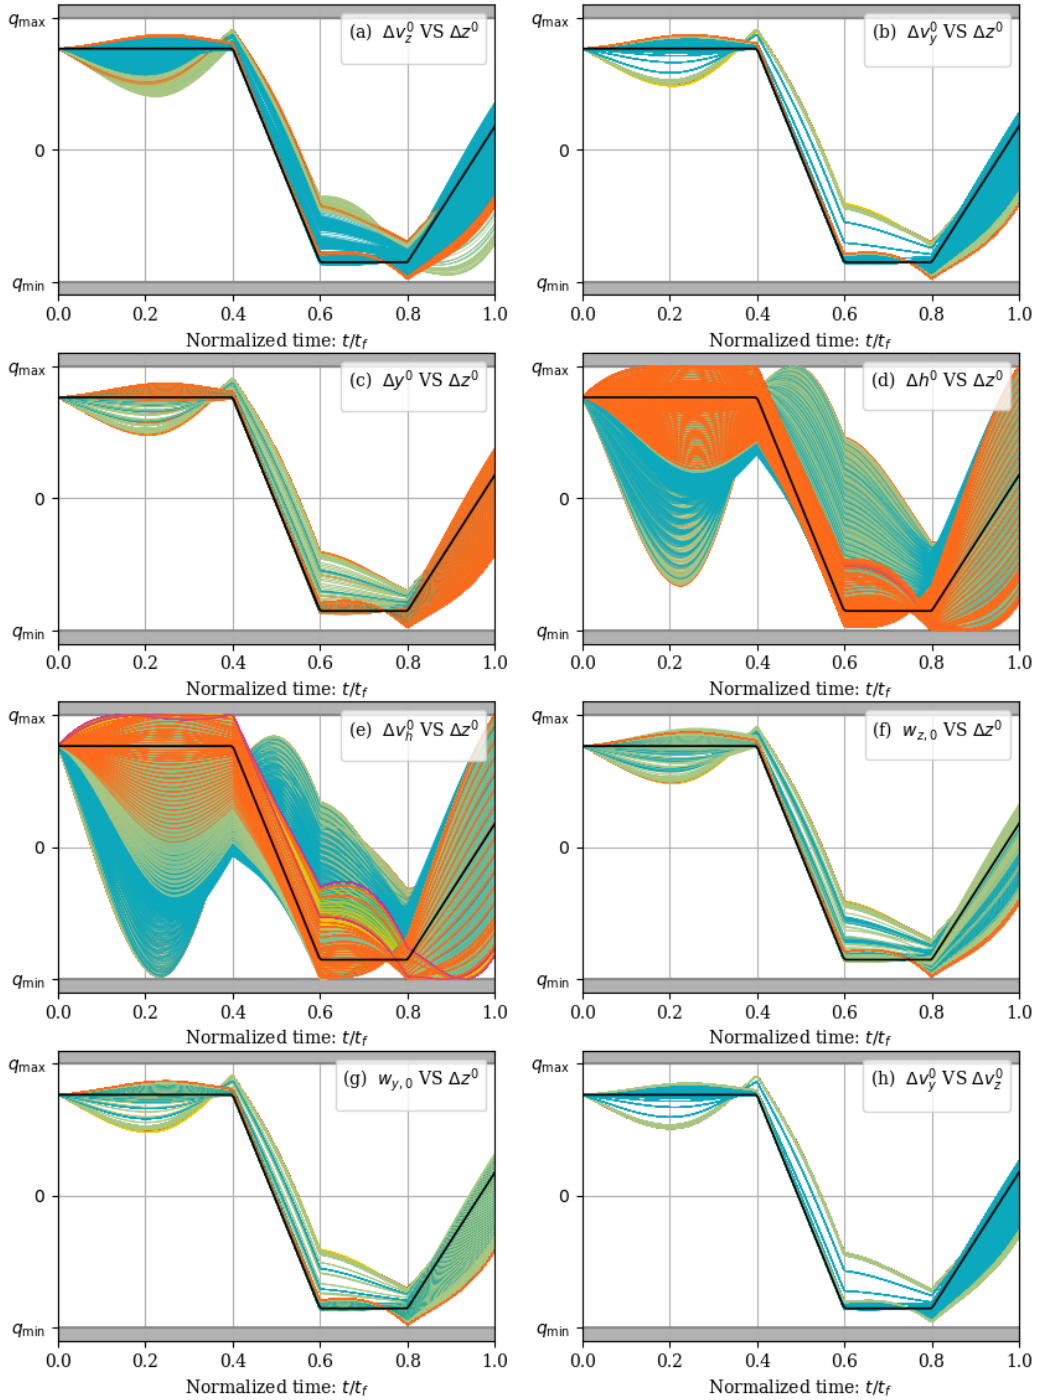 q_max
0
q_min
(a) Δv_z^0 VS Δz^0
0.0 0.2 0.4 0.6 0.8 1.0
Normalized time: t/t_f
q_max
0
q_min
(b) Δv_y^0 VS Δz^0
0.0 0.2 0.4 0.6 0.8 1.0
Normalized time: t/t_f
q_max
0
q_min
(c) Δy^0 VS Δz^0
0.0 0.2 0.4 0.6 0.8 1.0
Normalized time: t/t_f
q_max
0
q_min
(d) Δh^0 VS Δz^0
0.0 0.2 0.4 0.6 0.8 1.0
Normalized time: t/t_f
q_max
0
q_min
(e) Δv_h^0 VS Δz^0
0.0 0.2 0.4 0.6 0.8 1.0
Normalized time: t/t_f
q_max
0
q_min
(f) w_{z,0} VS Δz^0
0.0 0.2 0.4 0.6 0.8 1.0
Normalized time: t/t_f
q_max
0
q_min
(g) w_{y,0} VS Δz^0
0.0 0.2 0.4 0.6 0.8 1.0
Normalized time: t/t_f
q_max
0
q_min
(h) Δv_y^0 VS Δv_z^0
0.0 0.2 0.4 0.6 0.8 1.0
Normalized time: t/t_f